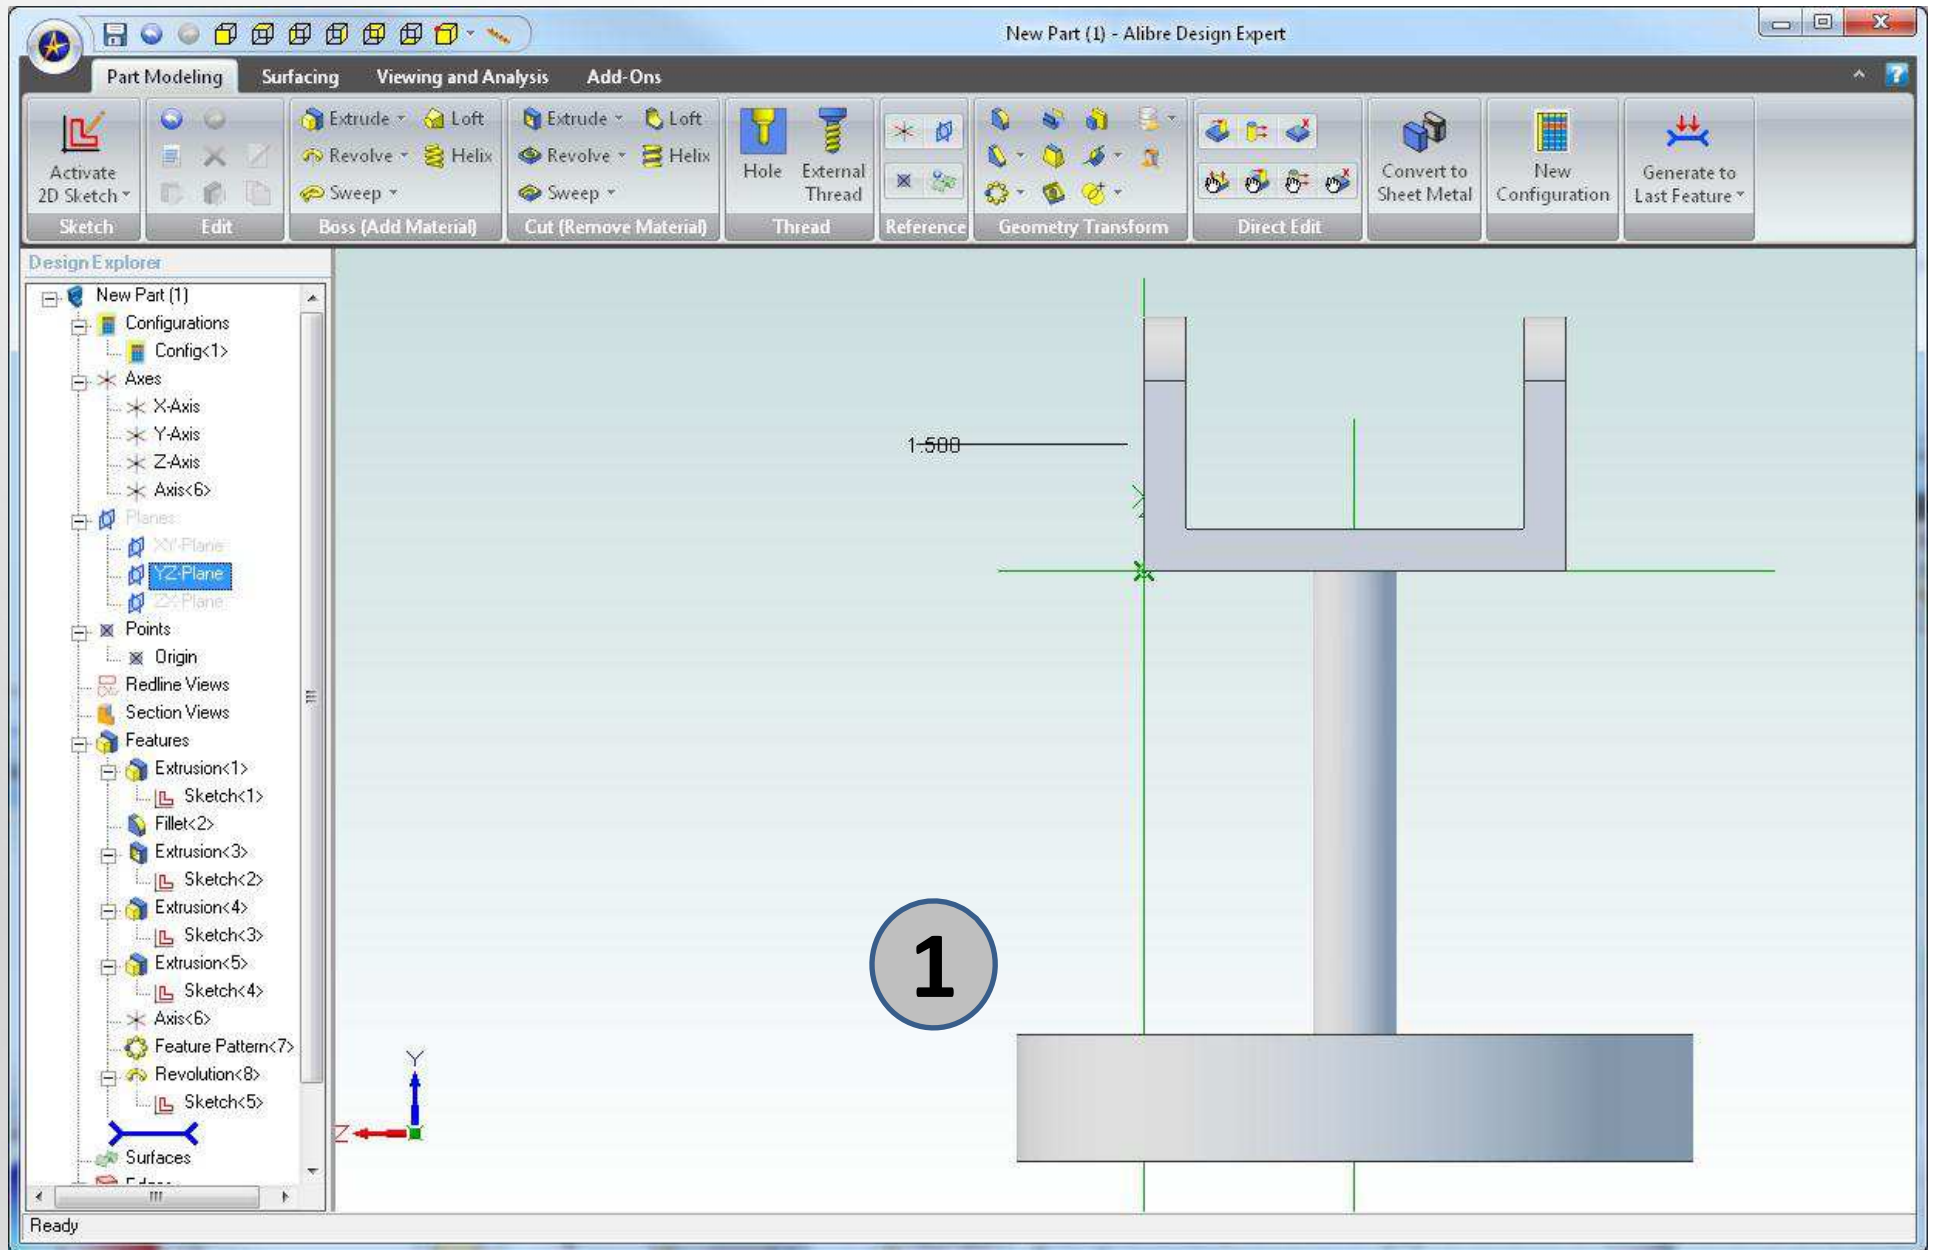 New Part (1) - Alibre Design Expert
Part Modeling Surfacing Viewing and Analysis Add-Ons
Activate
2D Sketch
Sketch
Edit
Extrude Loft
Revolve Helix
Sweep
Boss (Add Material)
Extrude Loft
Revolve Helix
Sweep
Cut (Remove Material)
Hole
External
Thread
Thread
Reference
Geometry Transform
Direct Edit
Convert to
Sheet Metal
New
Configuration
Generate to
Last Feature
Design Explorer
New Part (1)
Configurations
Config<1>
Axes
X-Axis
Y-Axis
Z-Axis
Axis<6>
Planes
XY-Plane
YZ-Plane
ZX-Plane
Points
Origin
Redline Views
Section Views
Features
Extrusion<1>
Sketch<1>
Fillet<2>
Extrusion<3>
Sketch<2>
Extrusion<4>
Sketch<3>
Extrusion<5>
Sketch<4>
Axis<6>
Feature Pattern<7>
Revolution<8>
Sketch<5>
Surfaces
Ready
1.500
1
Y
Z